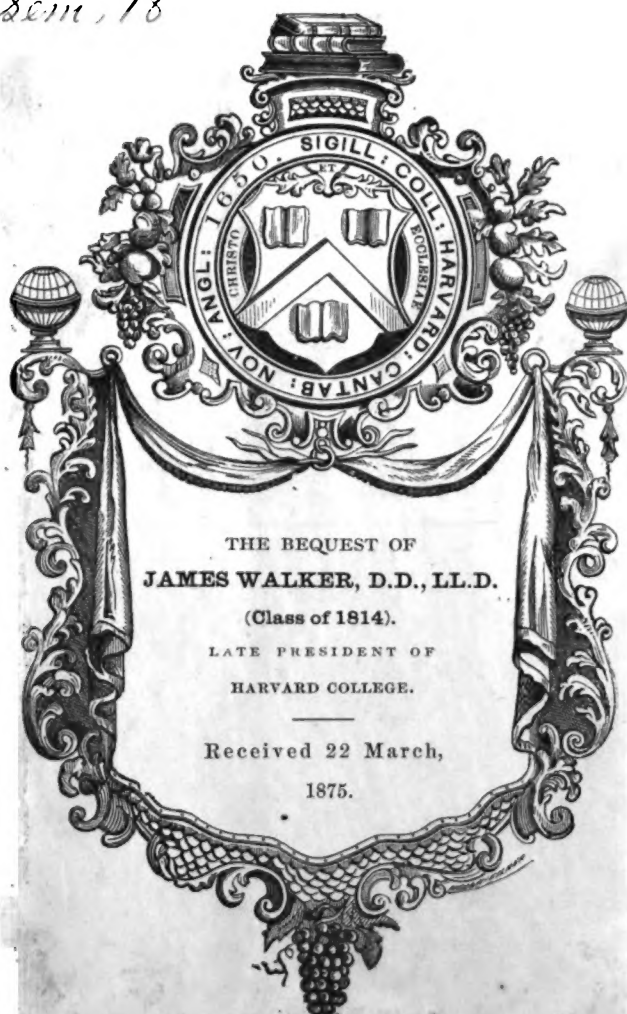 SIGILL: COLL: HARVARD: CANTAB: NOV: ANGL: 1650.
CHRISTO
ET
ECCLESIAE
THE BEQUEST OF
JAMES WALKER, D.D., LL.D.
(Class of 1814).
LATE PRESIDENT OF
HARVARD COLLEGE.
Received 22 March,
1875.